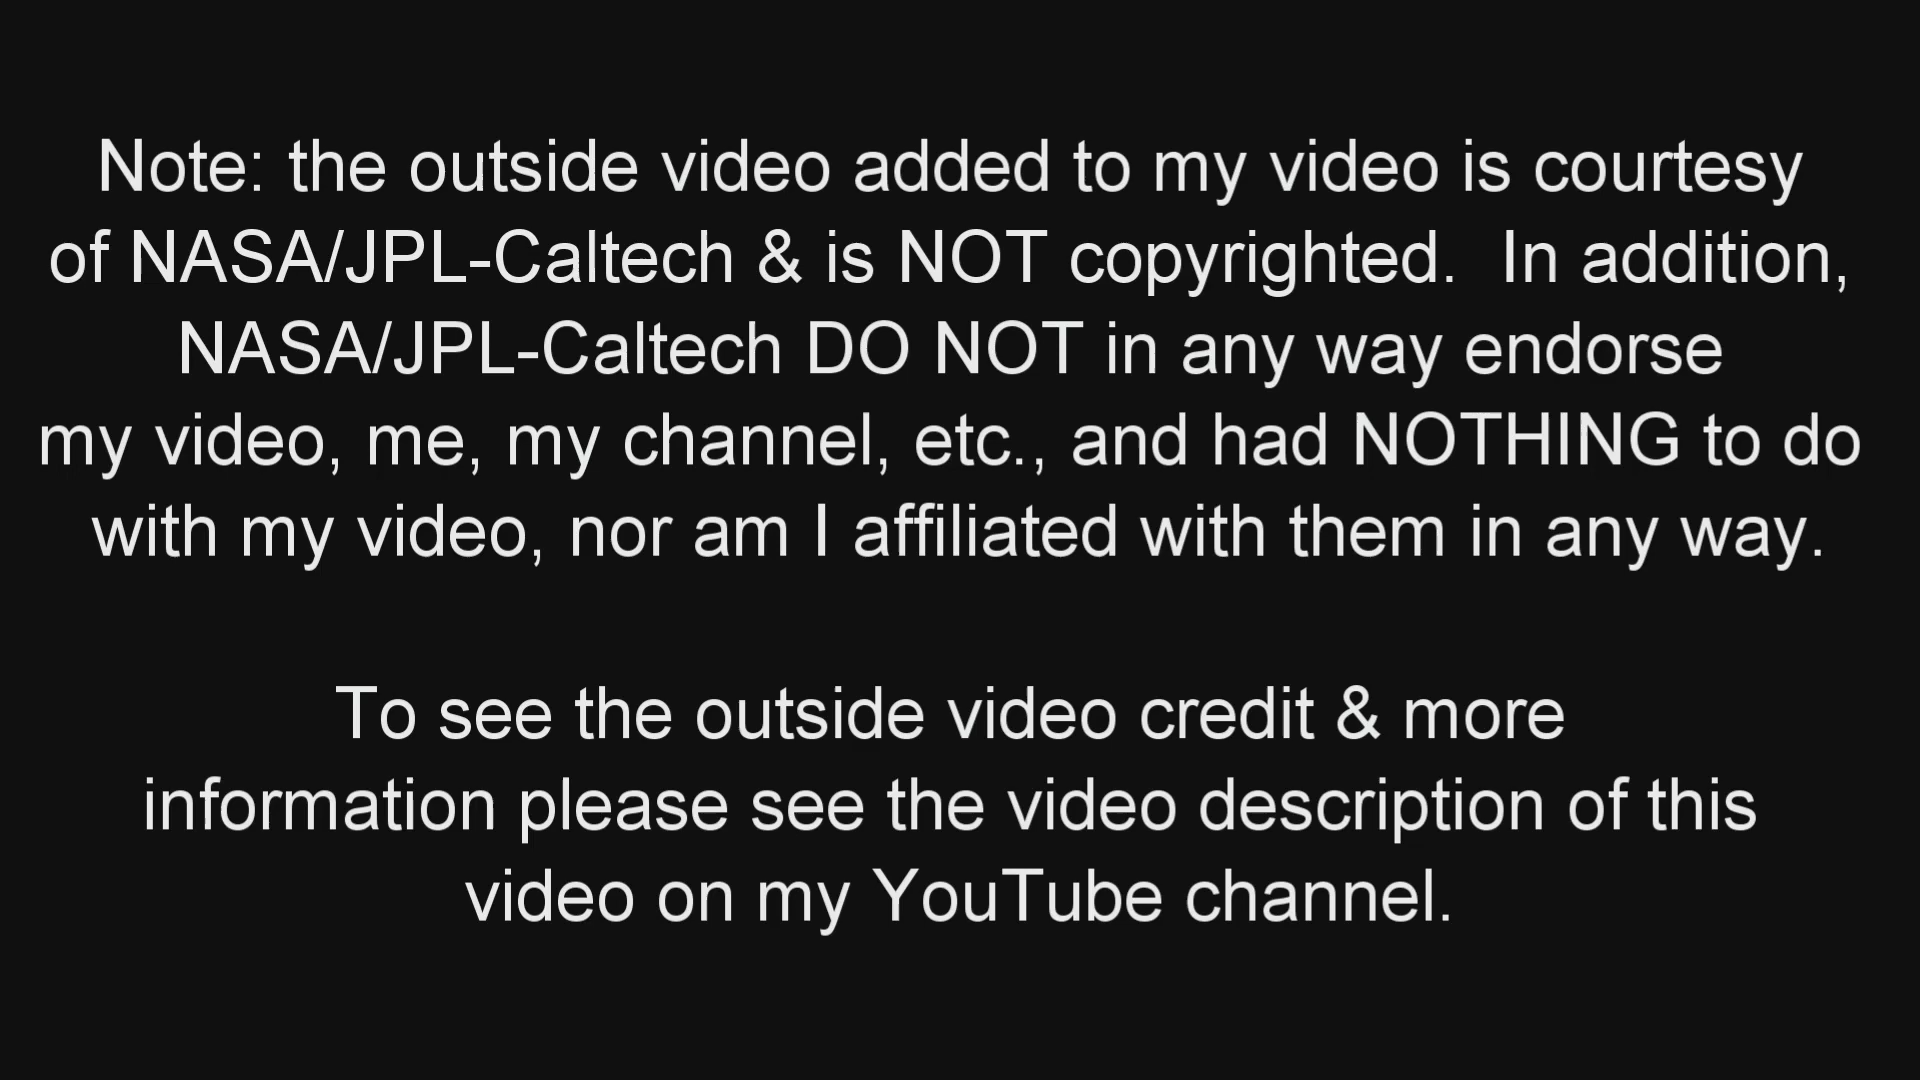 Note: the outside video added to my video is courtesy
of NASA/JPL-Caltech & is NOT copyrighted.  In addition,
NASA/JPL-Caltech DO NOT in any way endorse
my video, me, my channel, etc., and had NOTHING to do
with my video, nor am I affiliated with them in any way.
To see the outside video credit & more
information please see the video description of this
video on my YouTube channel.